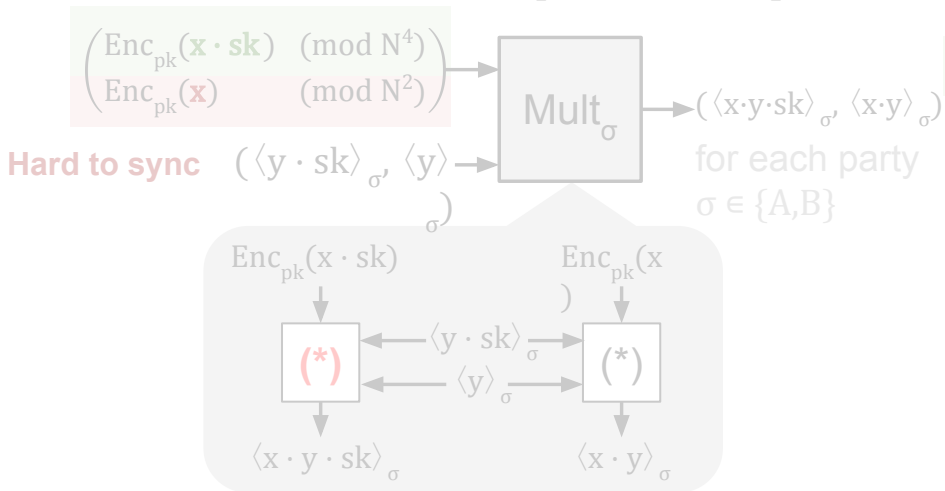 Enc_pk(x · sk) (mod N⁴)
Enc_pk(x) (mod N²)
Mult_σ
(⟨x·y·sk⟩_σ, ⟨x·y⟩_σ)
Hard to sync (⟨y · sk⟩_σ, ⟨y⟩
σ)
for each party
σ ∈ {A,B}
Enc_pk(x · sk) Enc_pk(x
)
⟨y · sk⟩_σ
(*) (*)
⟨y⟩_σ
⟨x · y · sk⟩_σ ⟨x · y⟩_σ